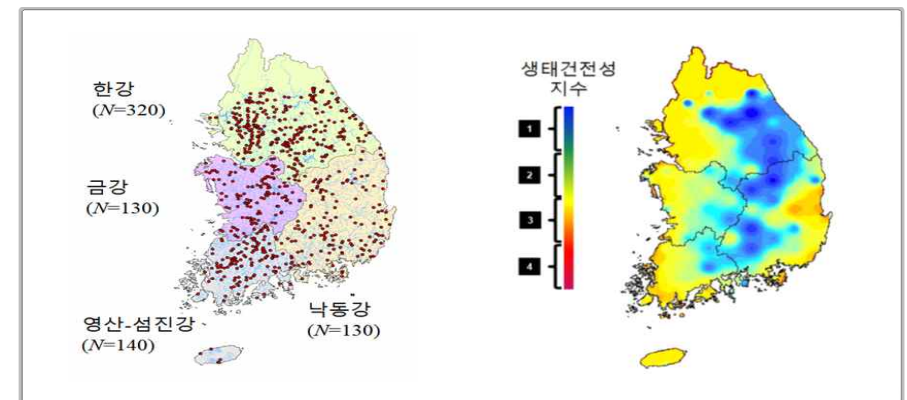 한강
(N=320)
금강
(N=130)
영산-섬진강
(N=140)
낙동강
(N=130)
생태건전성
지수
1
2
3
4